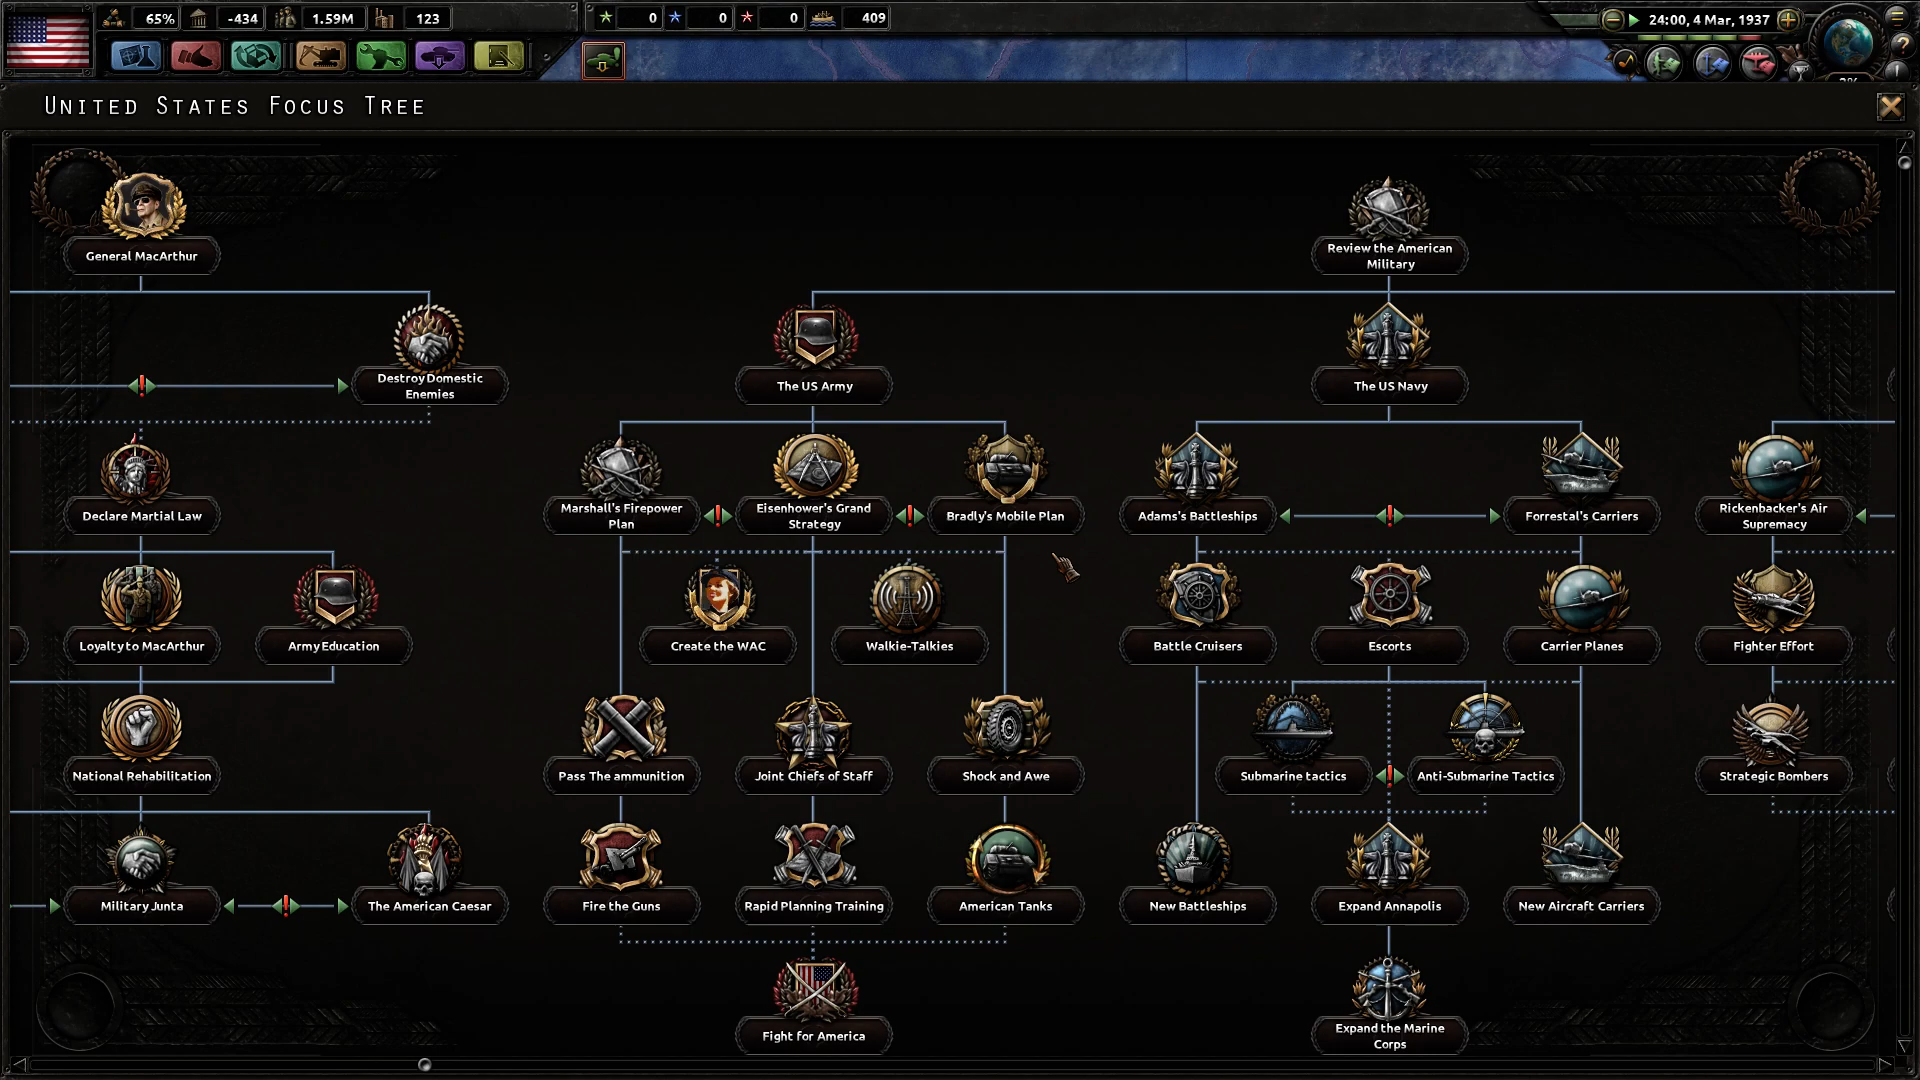 65%
-434
1.59M
123
0
0
0
409
24:00, 4 Mar, 1937
United States Focus Tree
General MacArthur
Review the American
Military
Destroy Domestic
Enemies
The US Army
The US Navy
Declare Martial Law
Marshall's Firepower
Plan
Eisenhower's Grand
Strategy
Bradly's Mobile Plan
Adams's Battleships
Forrestal's Carriers
Rickenbacker's Air
Supremacy
Loyalty to MacArthur
Army Education
Create the WAC
Walkie-Talkies
Battle Cruisers
Escorts
Carrier Planes
Fighter Effort
National Rehabilitation
Pass The ammunition
Joint Chiefs of Staff
Shock and Awe
Submarine tactics
Anti-Submarine Tactics
Strategic Bombers
Military Junta
The American Caesar
Fire the Guns
Rapid Planning Training
American Tanks
New Battleships
Expand Annapolis
New Aircraft Carriers
Fight for America
Expand the Marine
Corps